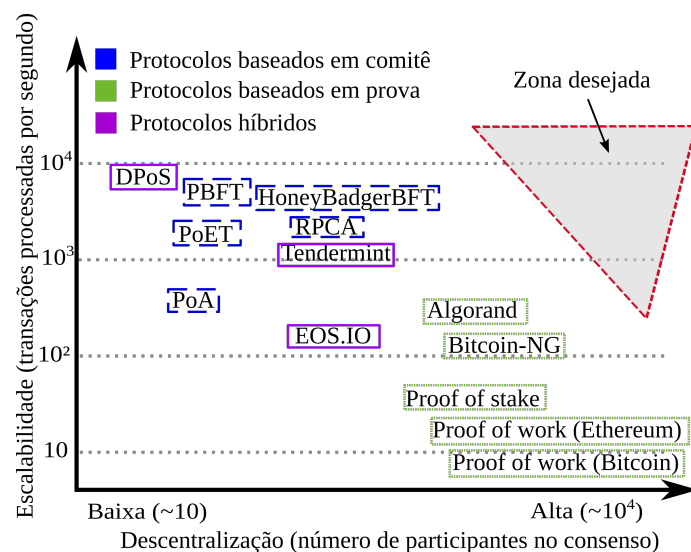 Escalabilidade (transações processadas por segundo)
Protocolos baseados em comitê
Protocolos baseados em prova
Protocolos híbridos
Zona desejada
10⁴
DPoS
PBFT
HoneyBadgerBFT
PoET
RPCA
10³
Tendermint
PoA
Algorand
EOS.IO
Bitcoin-NG
10²
Proof of stake
Proof of work (Ethereum)
10
Proof of work (Bitcoin)
Baixa (~10)
Alta (~10⁴)
Descentralização (número de participantes no consenso)